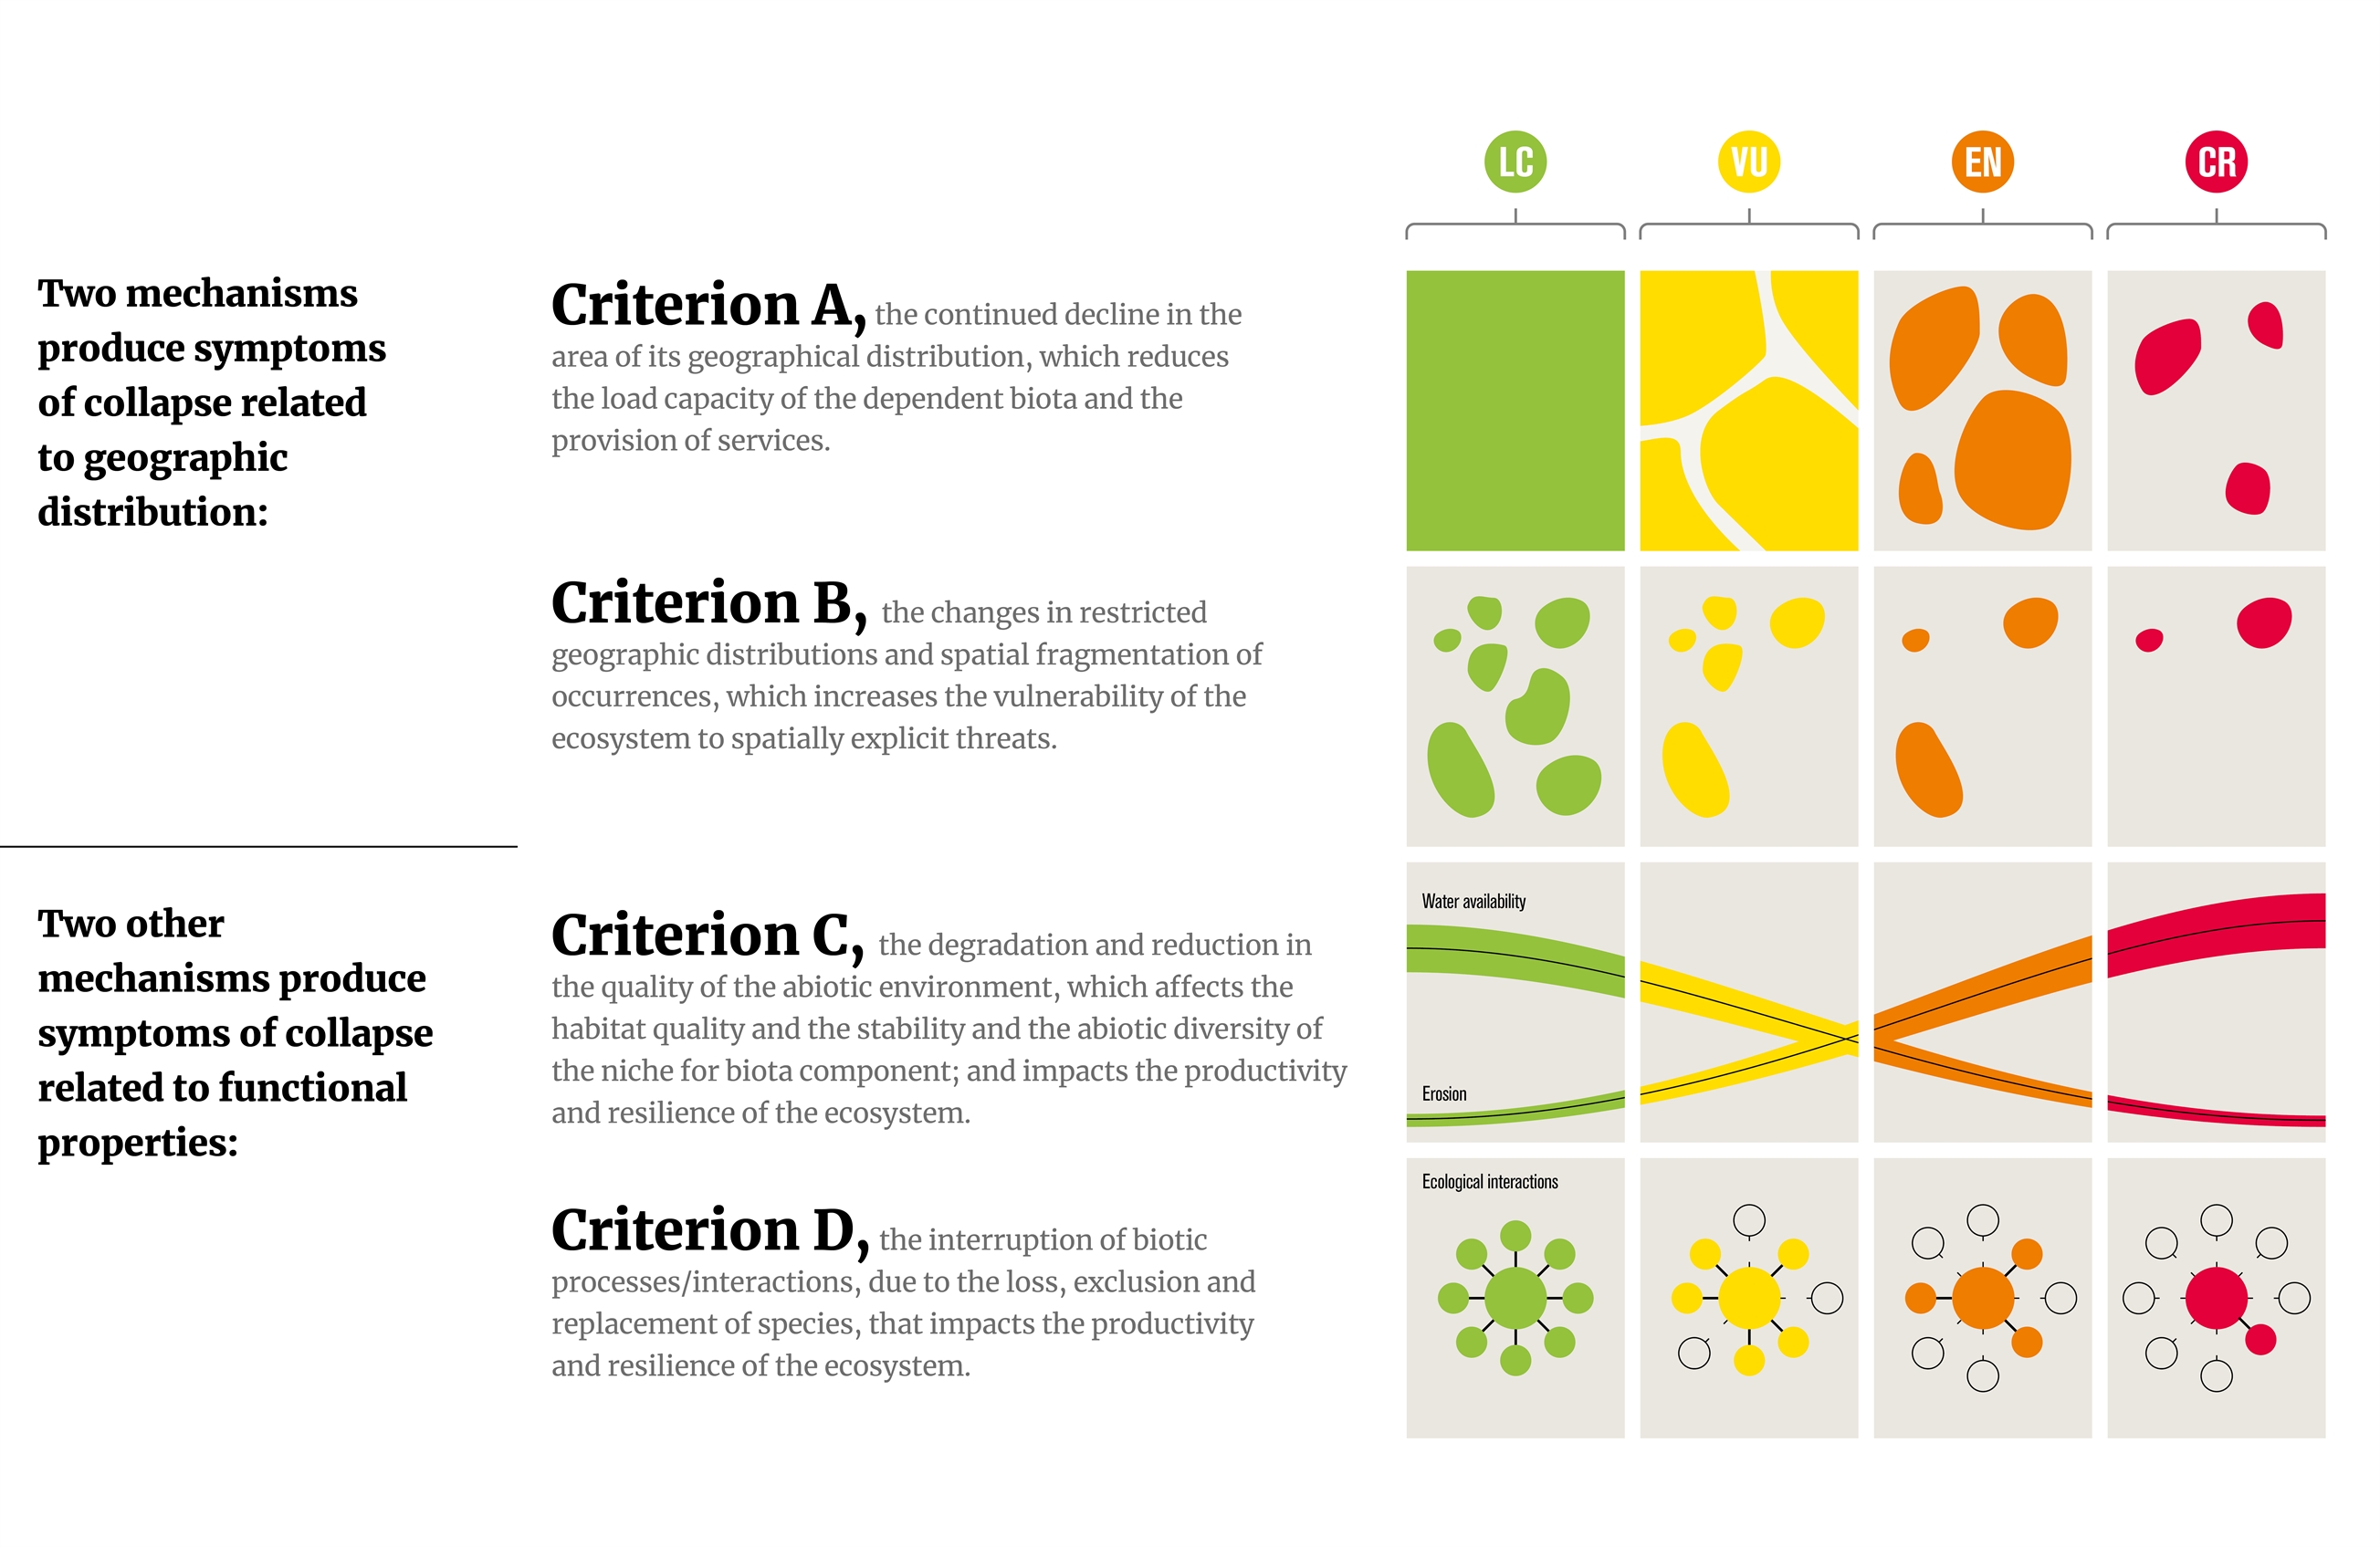 LC VU EN CR
Two mechanisms
produce symptoms
of collapse related
to geographic
distribution:
Criterion A, the continued decline in the
area of its geographical distribution, which reduces
the load capacity of the dependent biota and the
provision of services.
Criterion B, the changes in restricted
geographic distributions and spatial fragmentation of
occurrences, which increases the vulnerability of the
ecosystem to spatially explicit threats.
Two other
mechanisms produce
symptoms of collapse
related to functional
properties:
Criterion C, the degradation and reduction in
the quality of the abiotic environment, which affects the
habitat quality and the stability and the abiotic diversity of
the niche for biota component; and impacts the productivity
and resilience of the ecosystem.
Water availability
Erosion
Criterion D, the interruption of biotic
processes/interactions, due to the loss, exclusion and
replacement of species, that impacts the productivity
and resilience of the ecosystem.
Ecological interactions